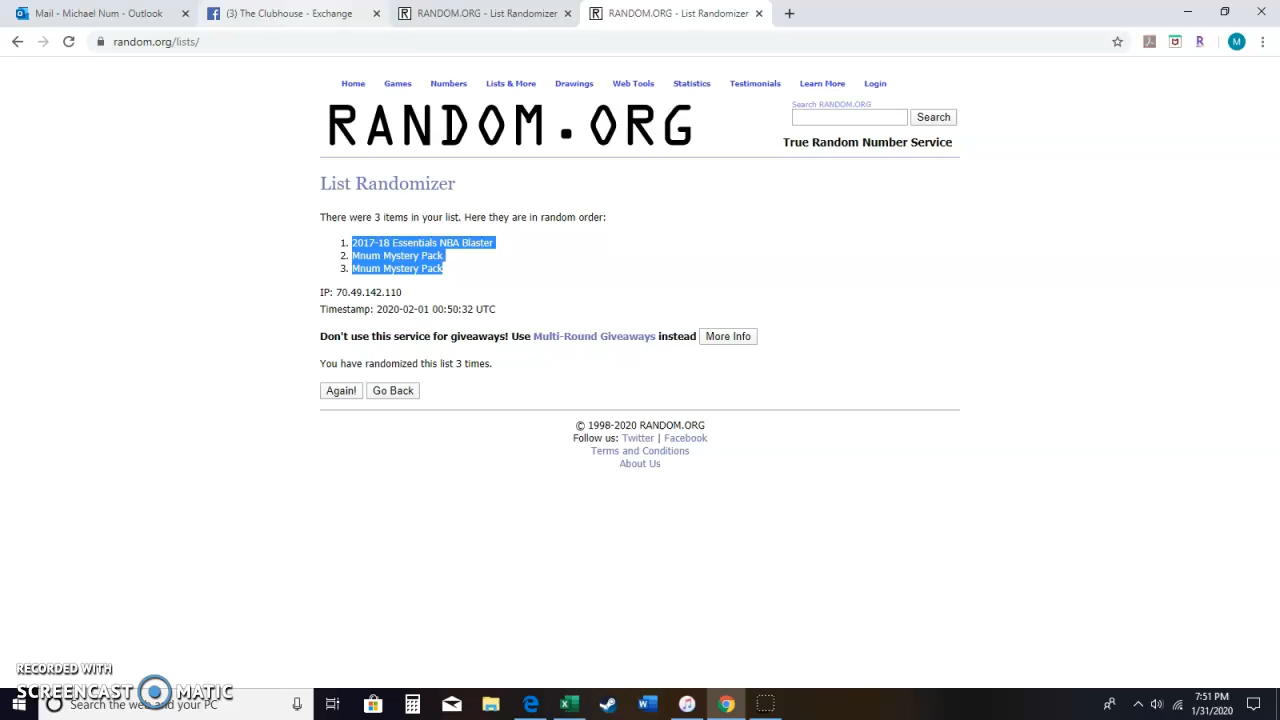 Mail - Michael Num - Outlook
(3) The Clubhouse - Exchange
RANDOM.ORG - List Randomizer
RANDOM.ORG - List Randomizer
random.org/lists/
M
Home Games Numbers Lists & More Drawings Web Tools Statistics Testimonials Learn More Login
RANDOM.ORG
Search RANDOM.ORG
Search
True Random Number Service
List Randomizer
There were 3 items in your list. Here they are in random order:
1. 2017-18 Essentials NBA Blaster
2. Mnum Mystery Pack
3. Mnum Mystery Pack
IP: 70.49.142.110
Timestamp: 2020-02-01 00:50:32 UTC
Don't use this service for giveaways! Use Multi-Round Giveaways instead More Info
You have randomized this list 3 times.
Again! Go Back
© 1998-2020 RANDOM.ORG
Follow us: Twitter | Facebook
Terms and Conditions
About Us
RECORDED WITH
SCREENCAST MATIC
Search the web and your PC
7:51 PM
1/31/2020